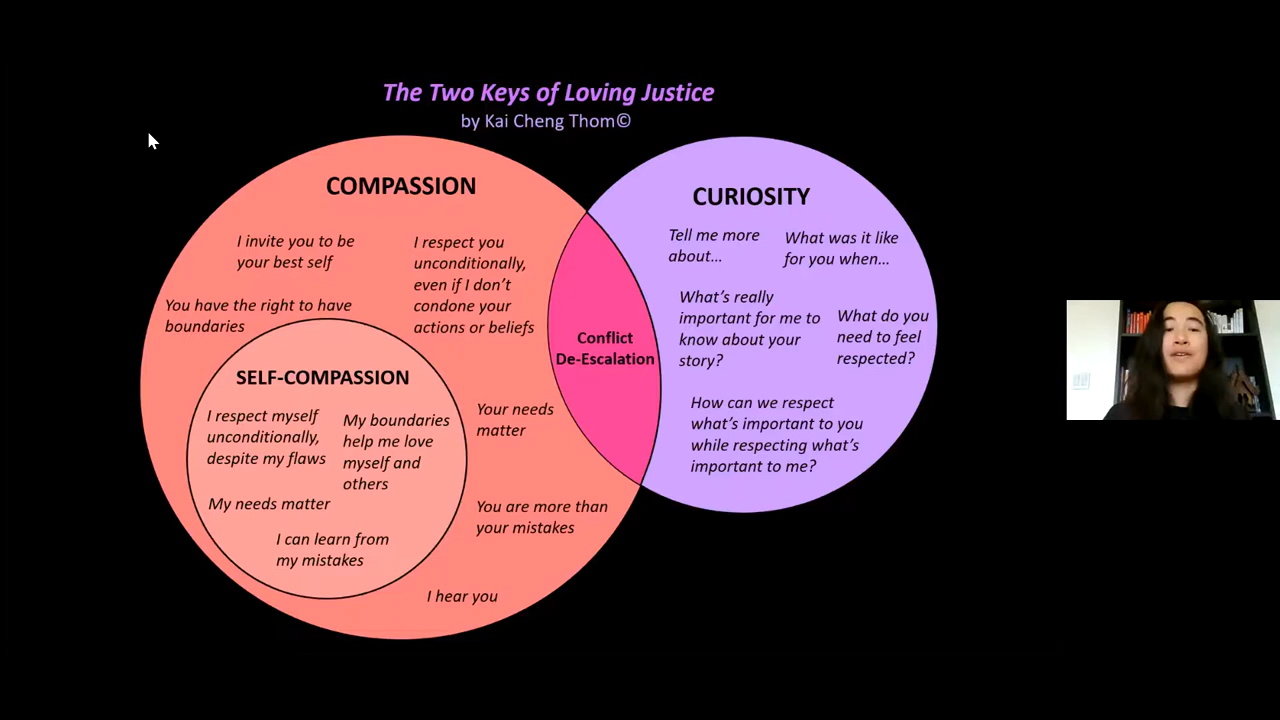 The Two Keys of Loving Justice
by Kai Cheng Thom©
COMPASSION
I invite you to be
your best self
I respect you
unconditionally,
even if I don't
condone your
actions or beliefs
You have the right to have
boundaries
SELF-COMPASSION
I respect myself
unconditionally,
despite my flaws
My boundaries
help me love
myself and
others
My needs matter
I can learn from
my mistakes
Your needs
matter
You are more than
your mistakes
I hear you
Conflict
De-Escalation
CURIOSITY
Tell me more
about...
What was it like
for you when...
What's really
important for me to
know about your
story?
What do you
need to feel
respected?
How can we respect
what's important to you
while respecting what's
important to me?